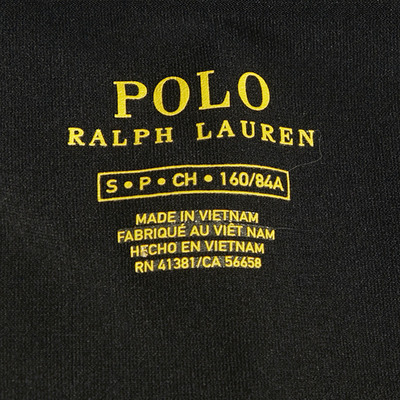 POLO
RALPH LAUREN
S • P • CH • 160/84A
MADE IN VIETNAM
FABRIQUÉ AU VIÊT NAM
HECHO EN VIETNAM
RN 41381/CA 56658